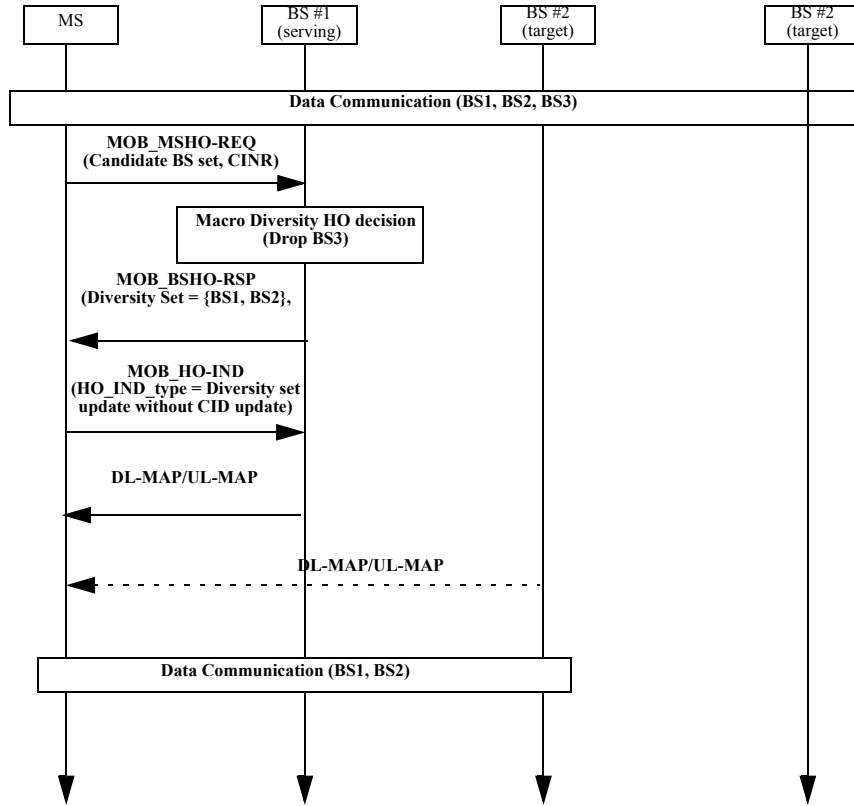 MS
BS #1
(serving)
BS #2
(target)
BS #2
(target)
Data Communication (BS1, BS2, BS3)
MOB_MSHO-REQ
(Candidate BS set, CINR)
Macro Diversity HO decision
(Drop BS3)
MOB_BSHO-RSP
(Diversity Set = {BS1, BS2},
MOB_HO-IND
(HO_IND_type = Diversity set
update without CID update)
DL-MAP/UL-MAP
DL-MAP/UL-MAP
Data Communication (BS1, BS2)